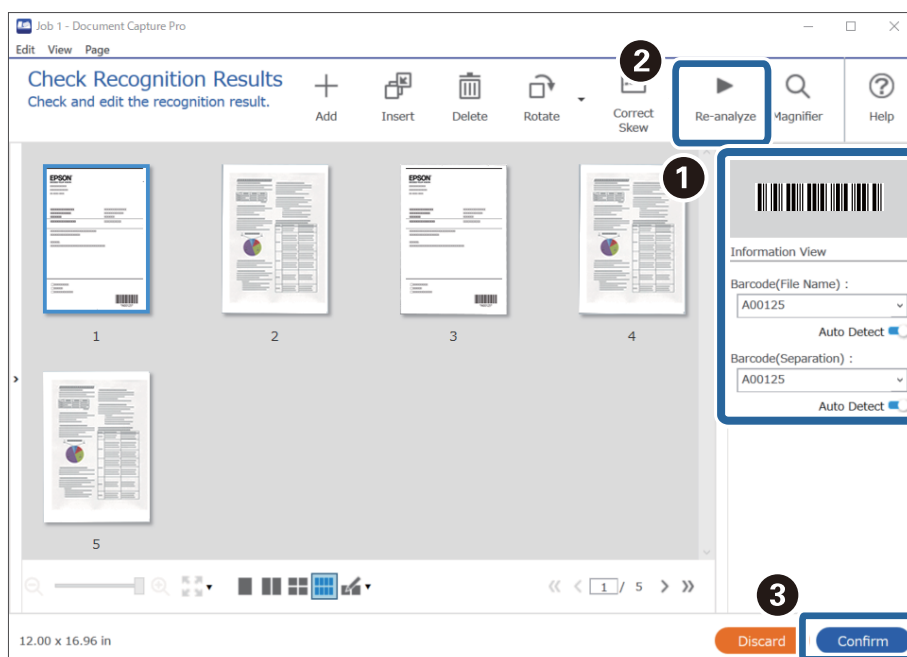 Job 1 - Document Capture Pro
Edit View Page
Check Recognition Results
Check and edit the recognition result.
Add
Insert
Delete
Rotate
2
Correct
Skew
Re-analyze
Magnifier
Help
1
EPSON
EPSON
1
2
3
4
5
Information View
Barcode(File Name) :
A00125
Auto Detect
Barcode(Separation) :
A00125
Auto Detect
1 / 5
3
12.00 x 16.96 in
Discard
Confirm